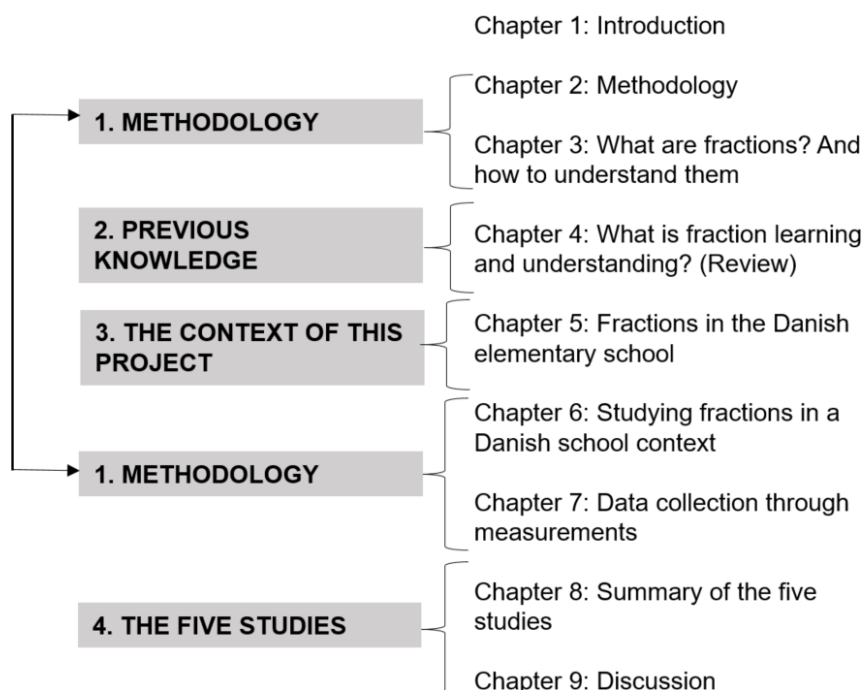 Chapter 1: Introduction
1. METHODOLOGY
Chapter 2: Methodology
Chapter 3: What are fractions? And
how to understand them
2. PREVIOUS
KNOWLEDGE
Chapter 4: What is fraction learning
and understanding? (Review)
3. THE CONTEXT OF THIS
PROJECT
Chapter 5: Fractions in the Danish
elementary school
1. METHODOLOGY
Chapter 6: Studying fractions in a
Danish school context
Chapter 7: Data collection through
measurements
4. THE FIVE STUDIES
Chapter 8: Summary of the five
studies
Chapter 9: Discussion